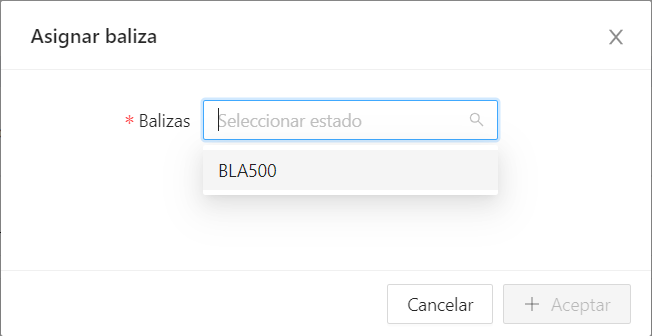 Asignar baliza
* Balizas Seleccionar estado
BLA500
Cancelar + Aceptar